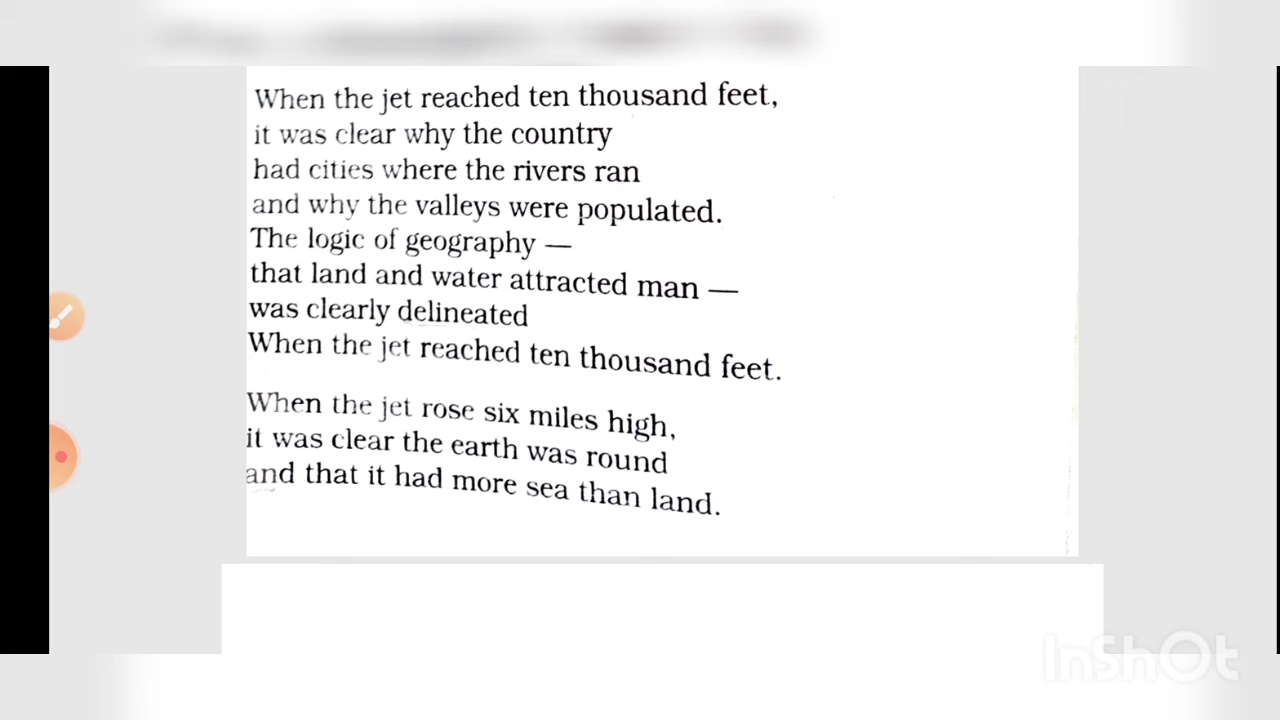 When the jet reached ten thousand feet,
it was clear why the country
had cities where the rivers ran
and why the valleys were populated.
The logic of geography —
that land and water attracted man —
was clearly delineated
When the jet reached ten thousand feet.
When the jet rose six miles high,
it was clear the earth was round
and that it had more sea than land.
InShOt